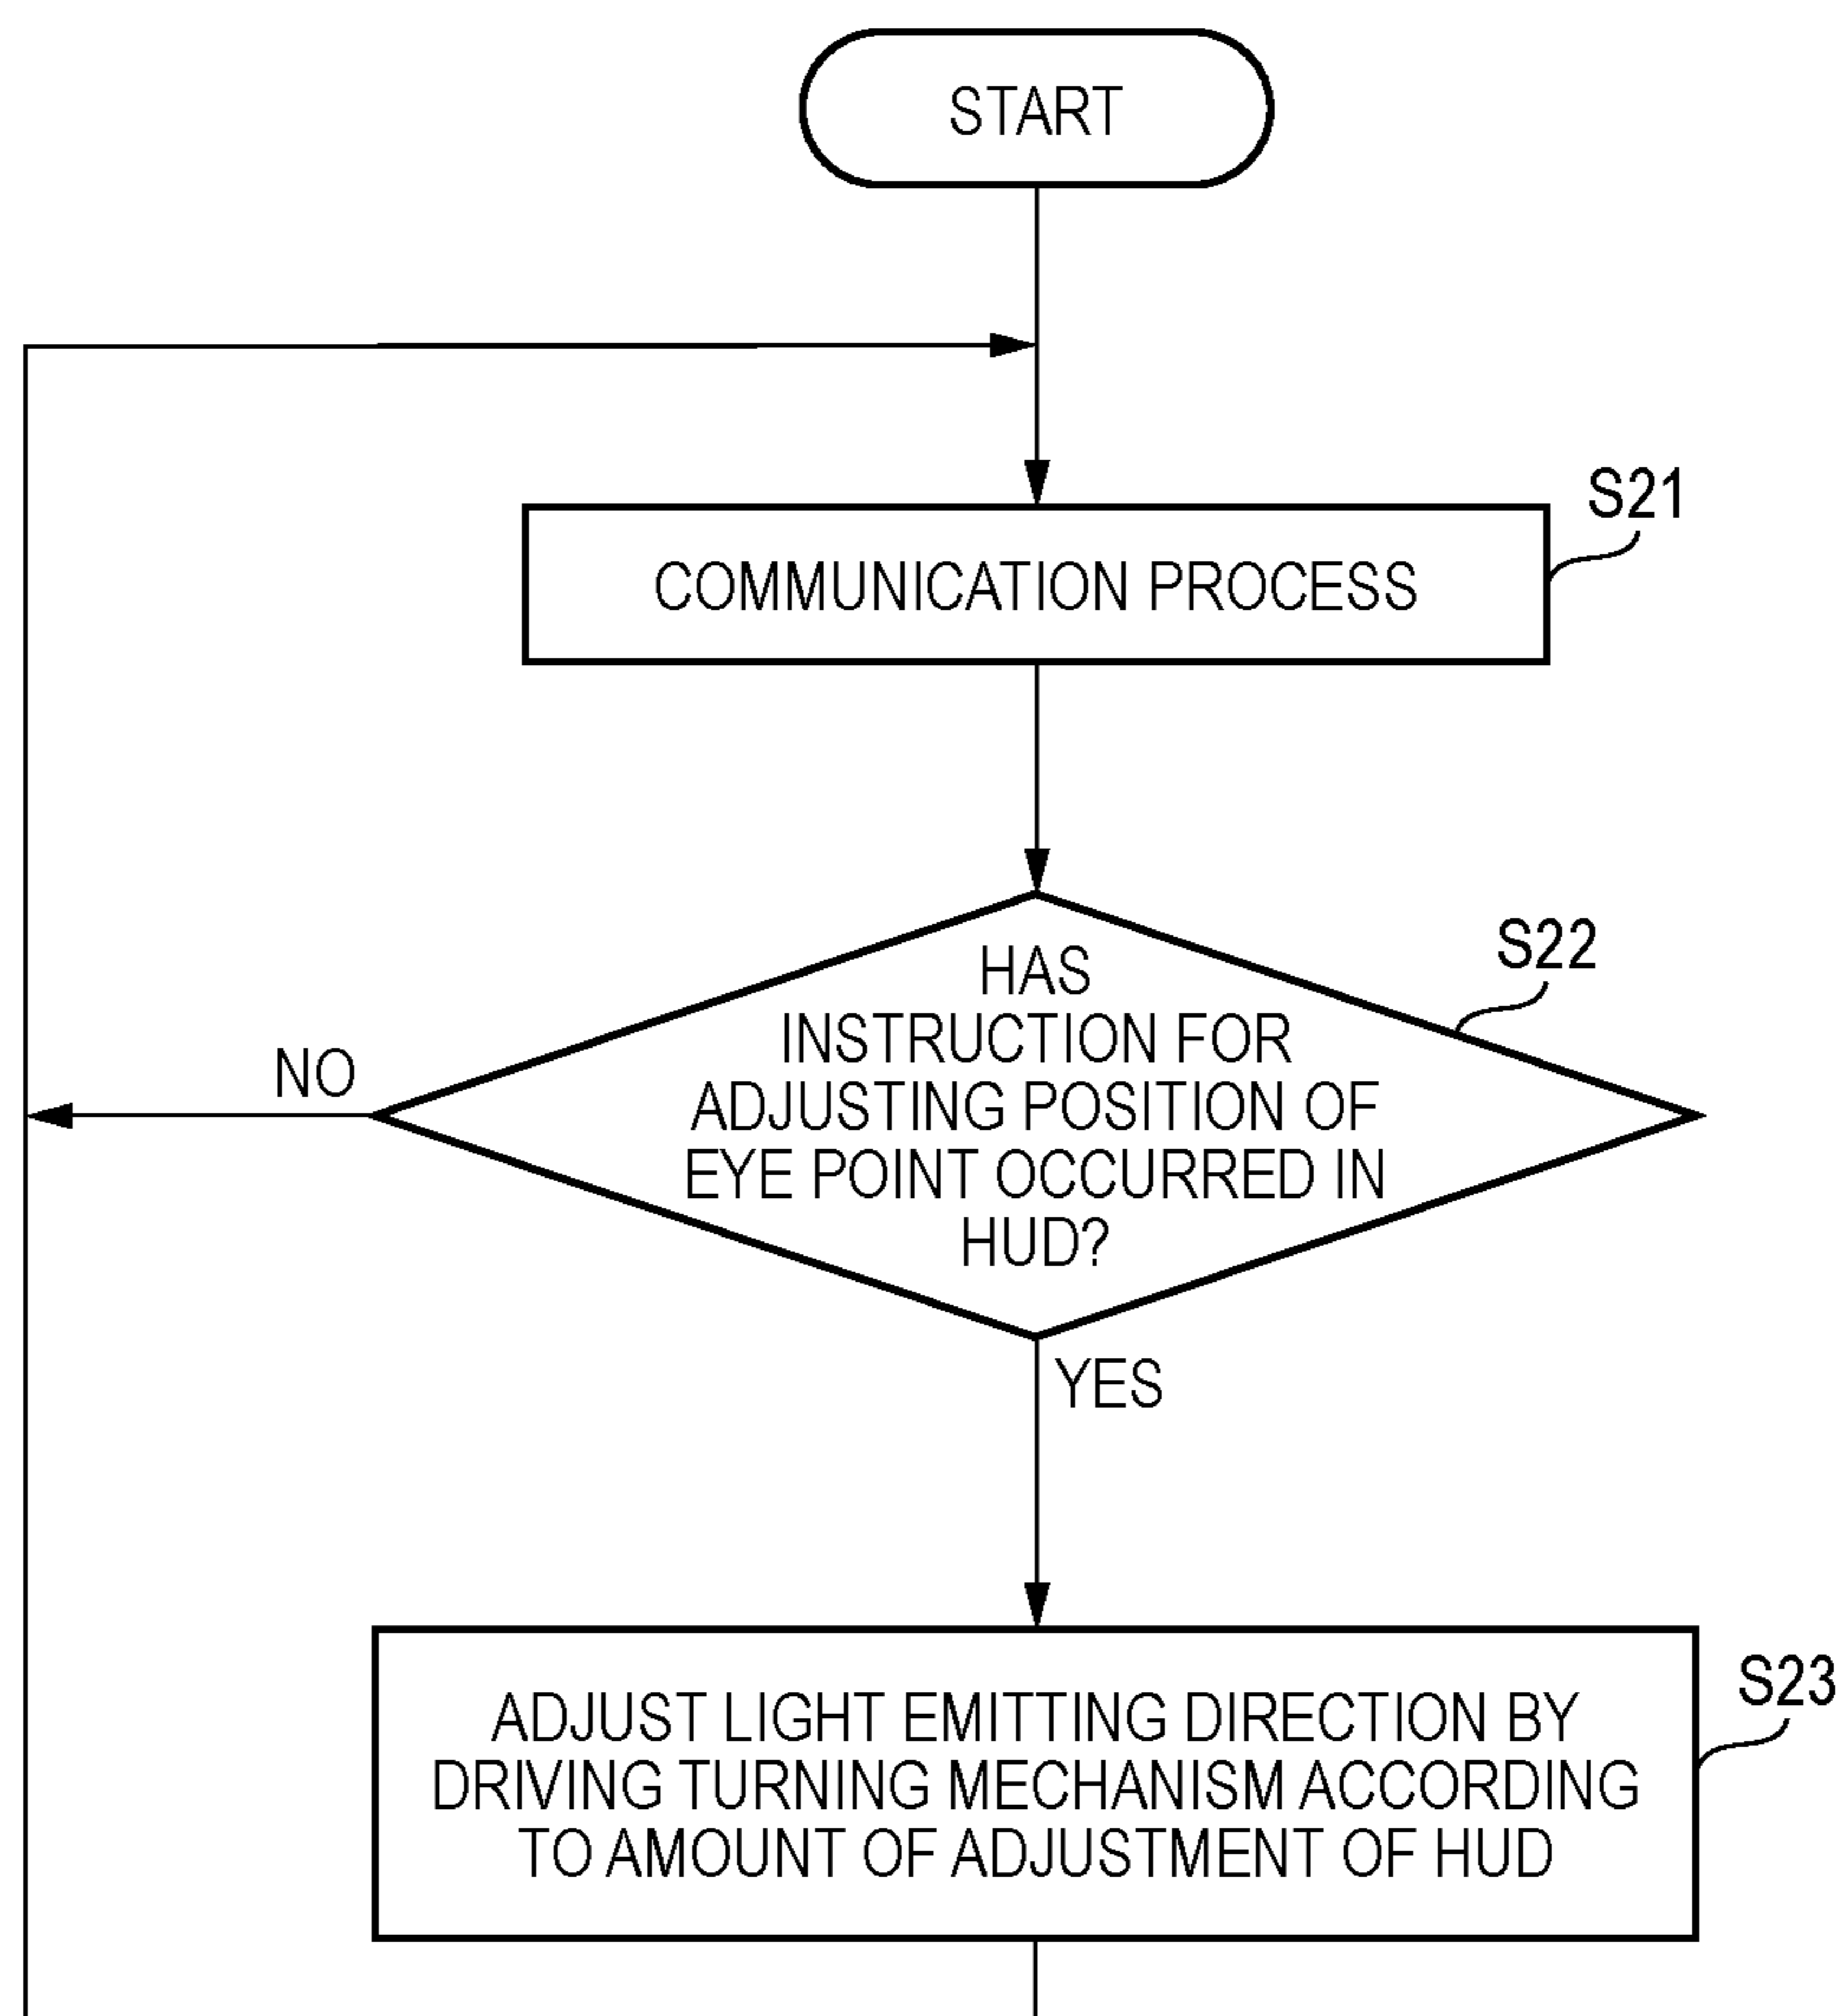 START
S21
COMMUNICATION PROCESS
S22
HAS
INSTRUCTION FOR
ADJUSTING POSITION OF
EYE POINT OCCURRED IN
HUD?
NO
YES
S23
ADJUST LIGHT EMITTING DIRECTION BY
DRIVING TURNING MECHANISM ACCORDING
TO AMOUNT OF ADJUSTMENT OF HUD